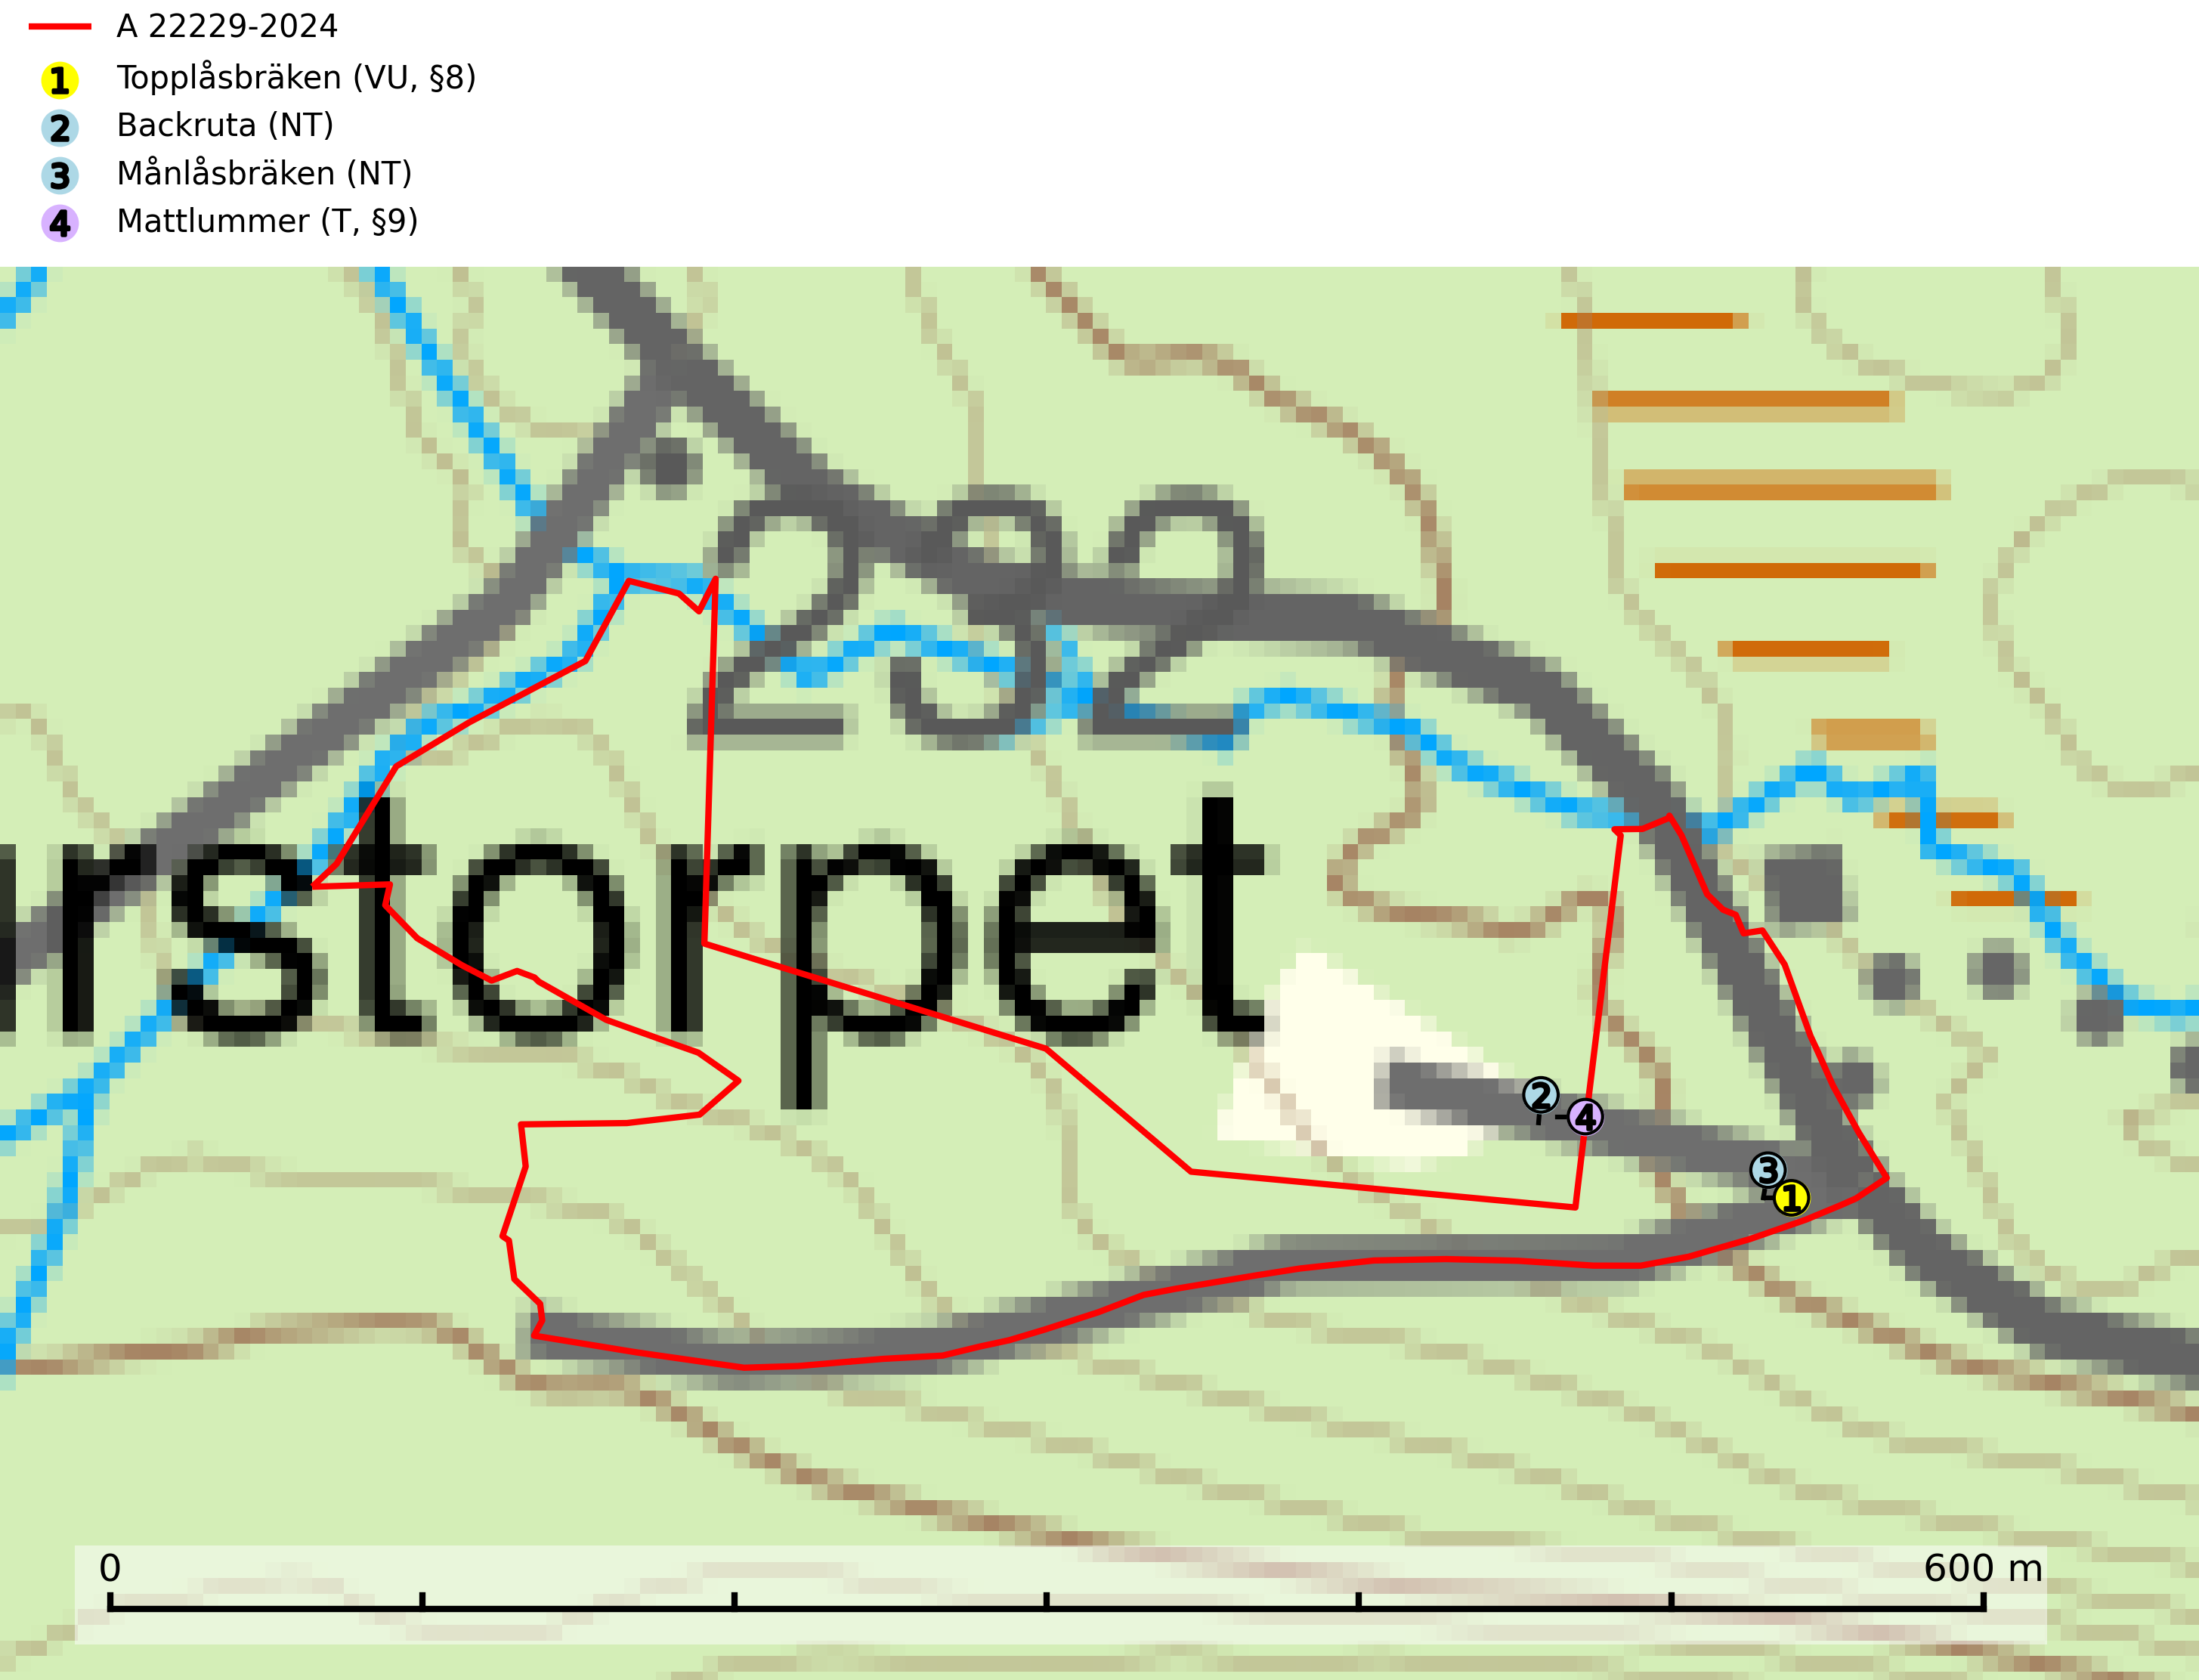 A 22229-2024
1 Topplåsbräken (VU, §8)
2 Backruta (NT)
3 Månlåsbräken (NT)
4 Mattlummer (T, §9)
292
rstorpet
2
4
3
1
0
600 m